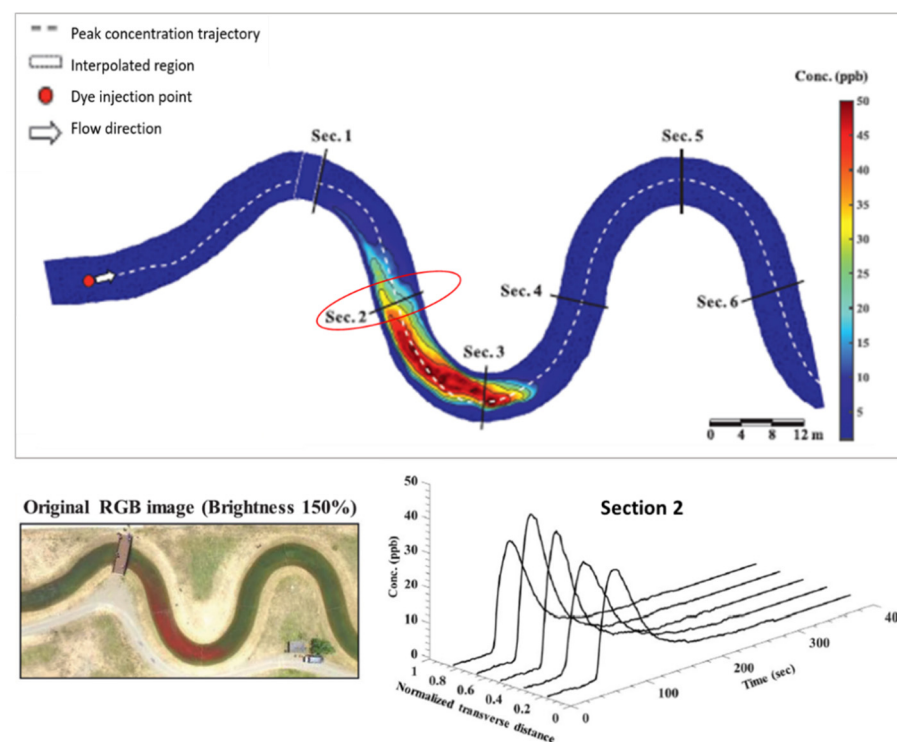 Peak concentration trajectory
Interpolated region
Dye injection point
Flow direction
Conc. (ppb)
50
45
40
35
30
25
20
15
10
5
Sec. 1
Sec. 5
Sec. 2
Sec. 4
Sec. 6
Sec. 3
0 4 8 12 m
Original RGB image (Brightness 150%)
Section 2
Conc. (ppb)
50
40
30
20
10
0
1 0.8 0.6 0.4 0.2 0
Normalized transverse distance
0 100 200 300 40
Time (sec)